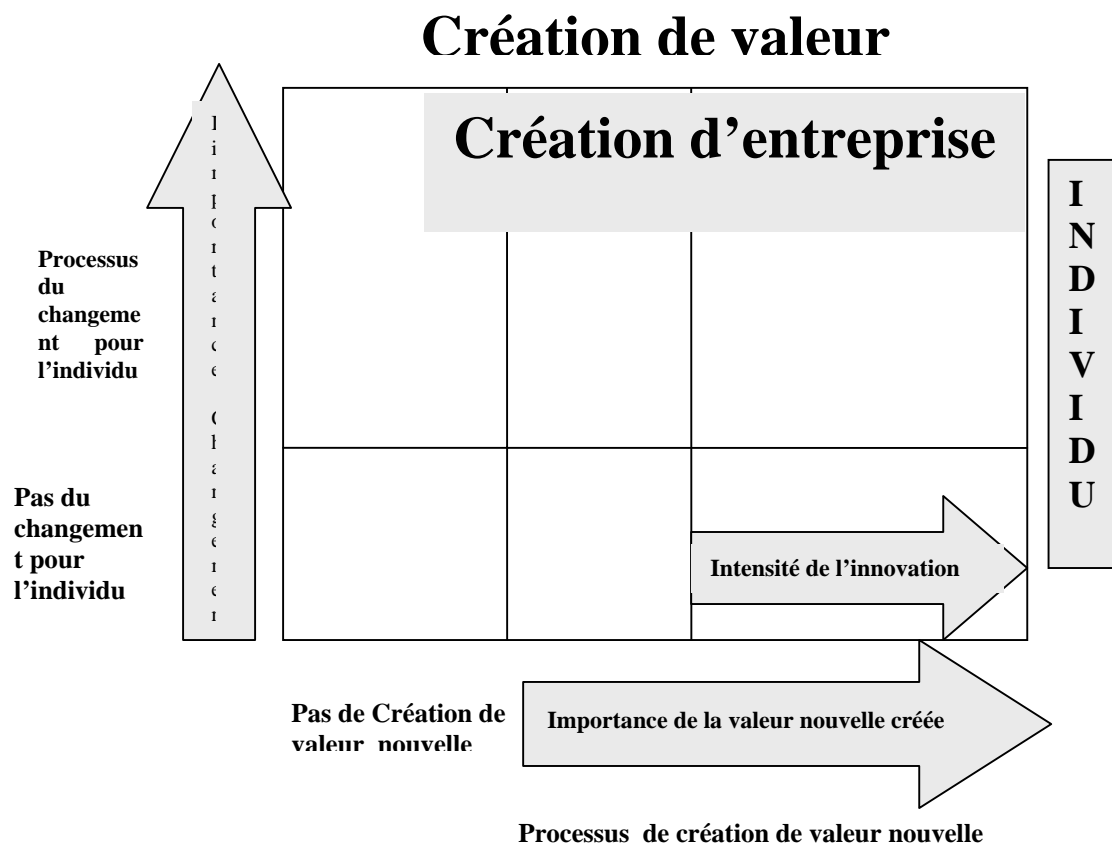 Création de valeur
Création d’entreprise
Processus
du
changeme
nt pour
l’individu
Pas du
changemen
t pour
l’individu
INDIVIDU
Intensité de l’innovation
Pas de Création de
valeur nouvelle
Importance de la valeur nouvelle créée
Processus de création de valeur nouvelle